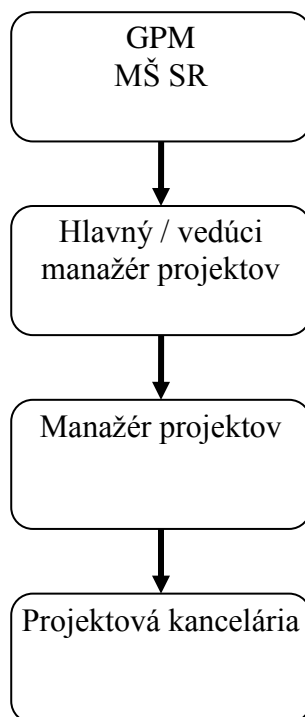 GPM
MŠ SR
Hlavný / vedúci
manažér projektov
Manažér projektov
Projektová kancelária